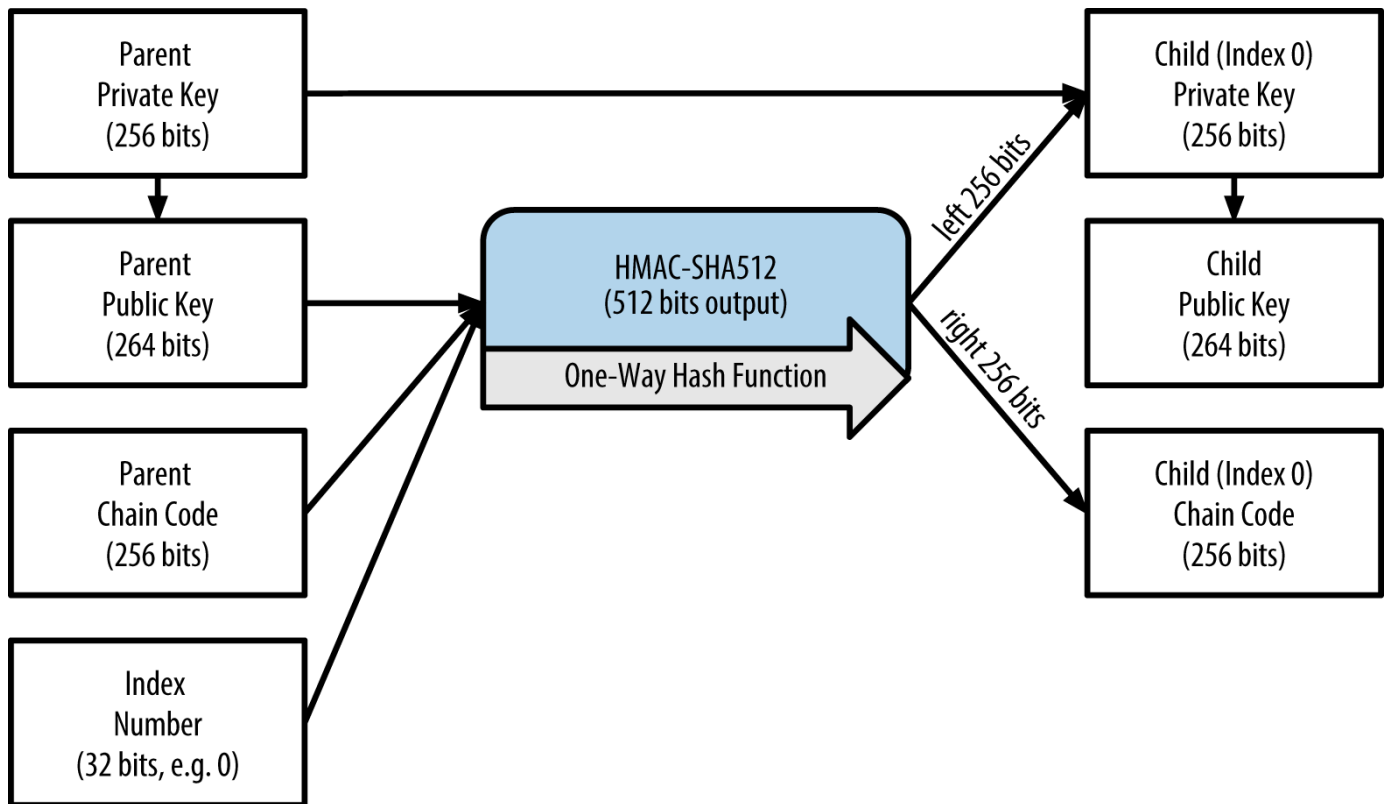 Parent
Private Key
(256 bits)
Parent
Public Key
(264 bits)
Parent
Chain Code
(256 bits)
Index
Number
(32 bits, e.g. 0)
HMAC-SHA512
(512 bits output)
One-Way Hash Function
left 256 bits
right 256 bits
Child (Index 0)
Private Key
(256 bits)
Child
Public Key
(264 bits)
Child (Index 0)
Chain Code
(256 bits)